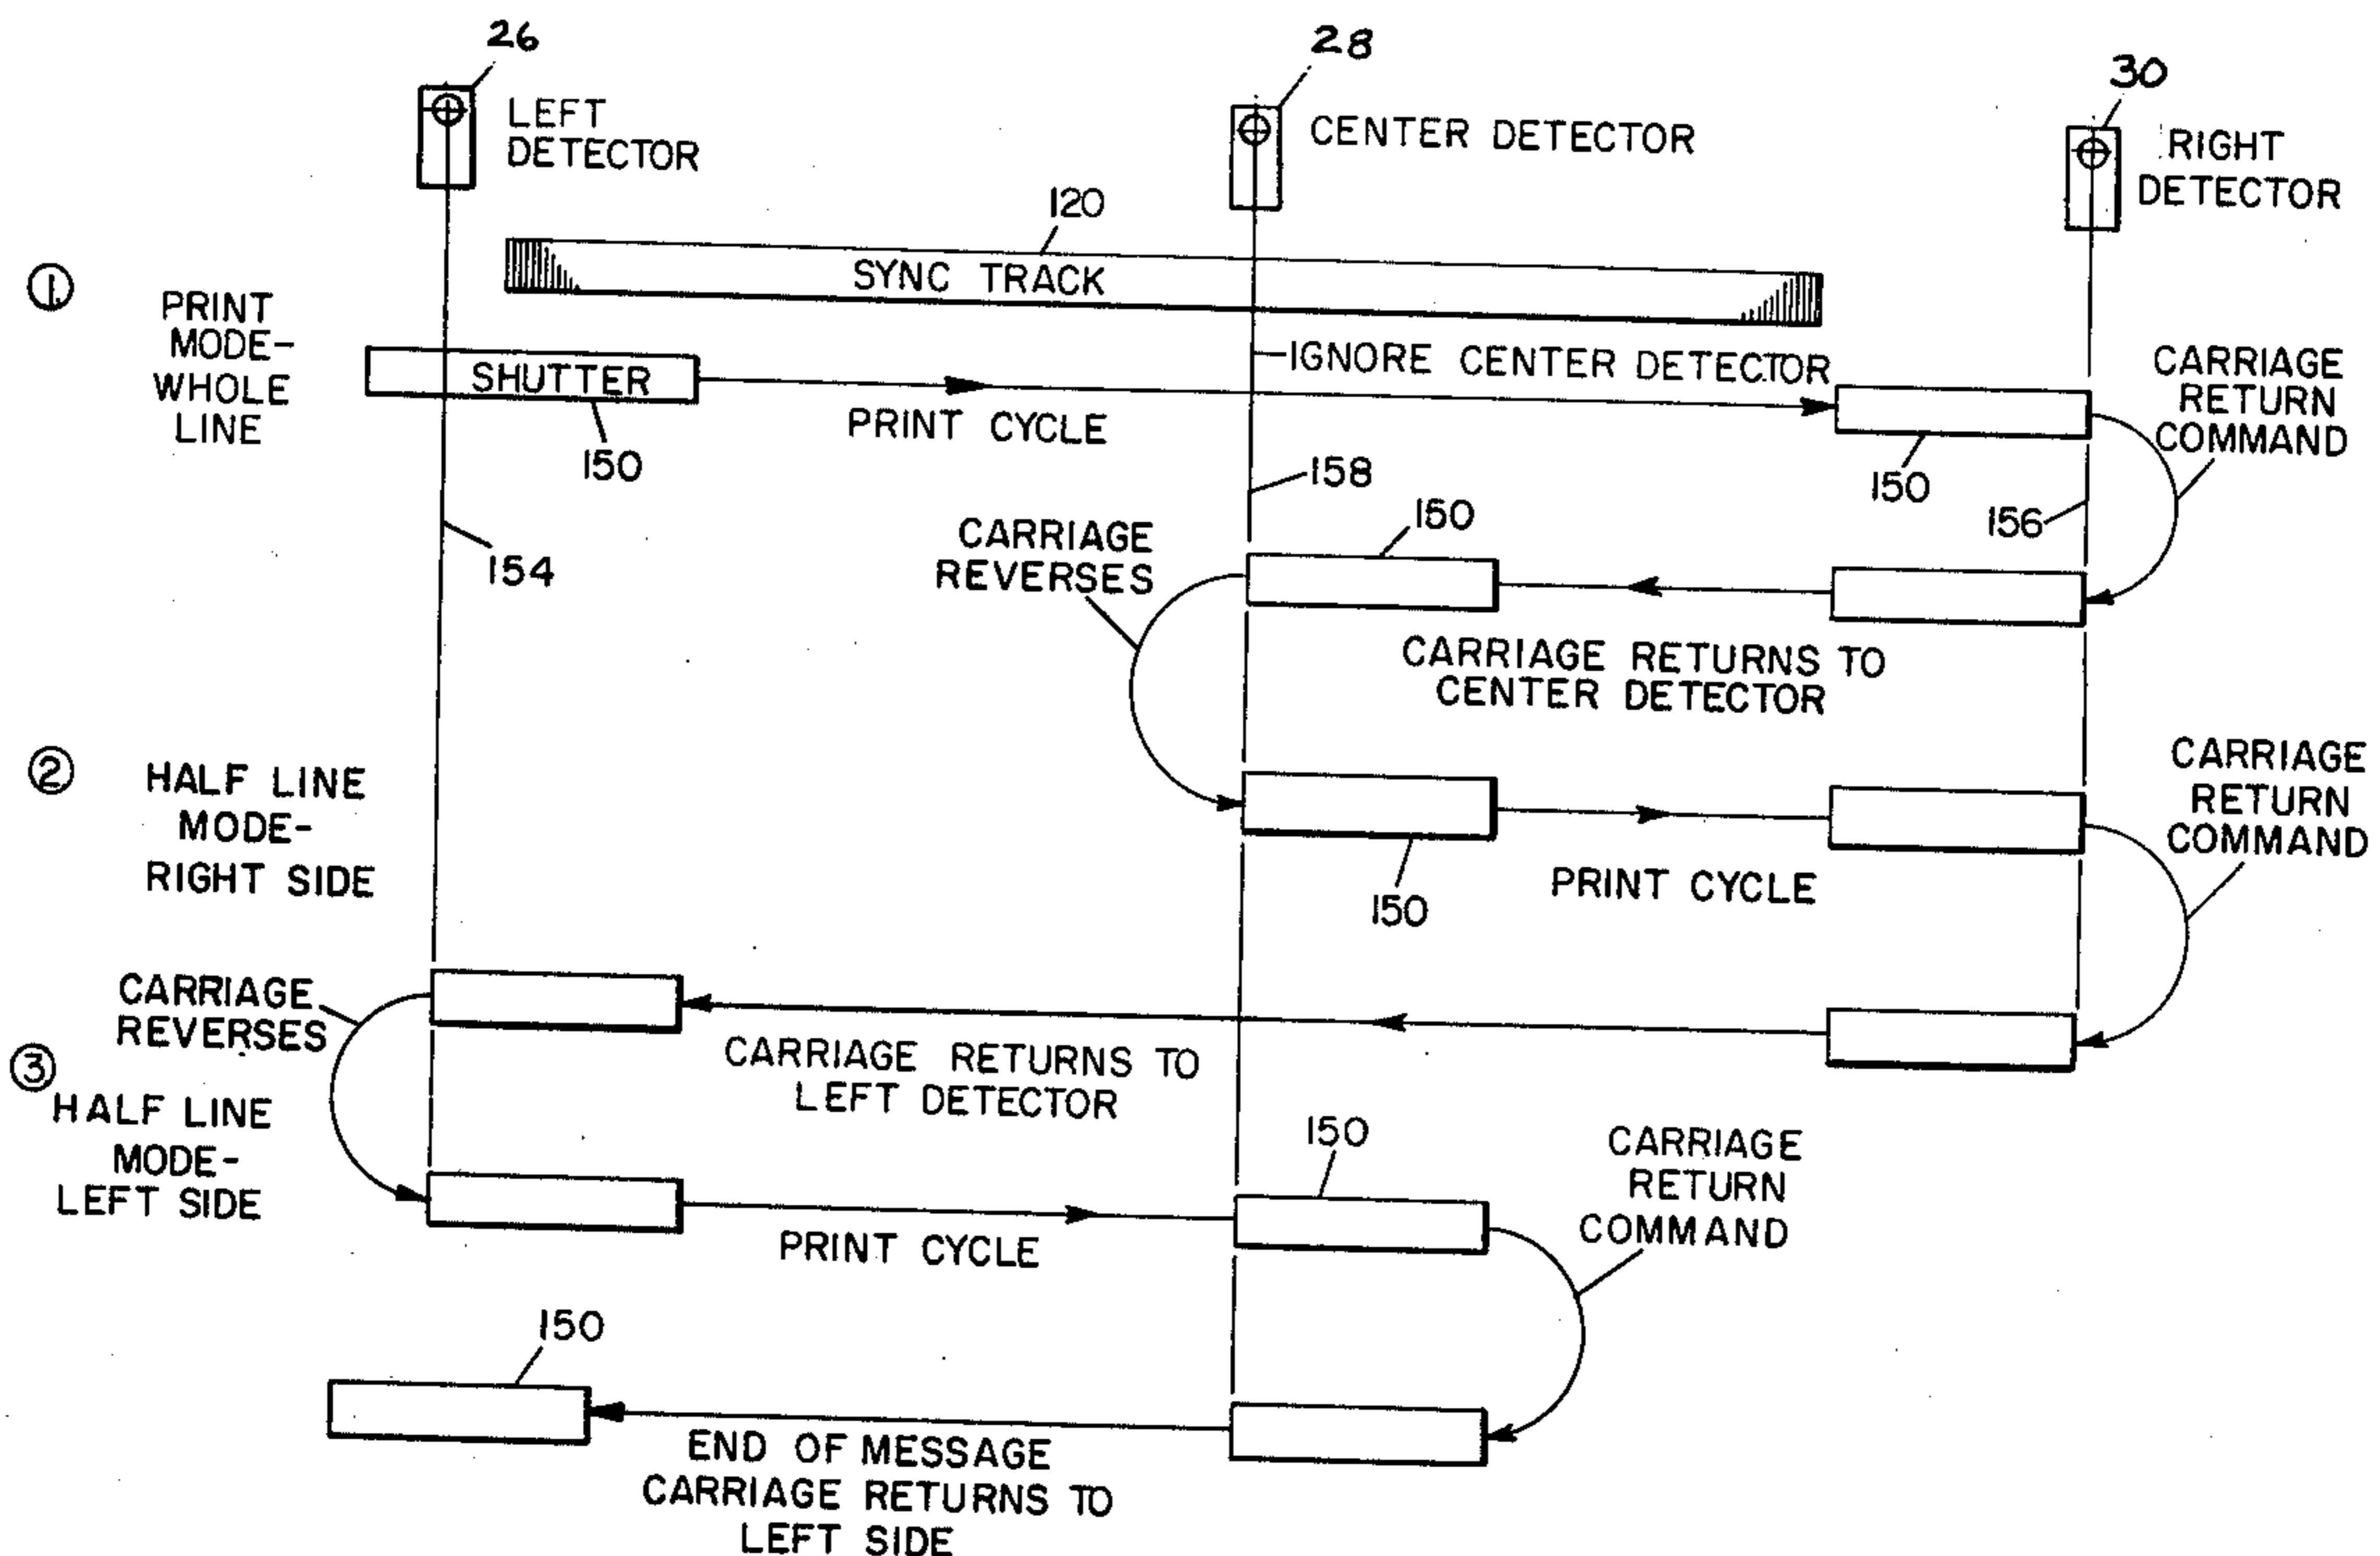 26
28
30
LEFT
DETECTOR
CENTER DETECTOR
RIGHT
DETECTOR
120
SYNC TRACK
①
PRINT
MODE-
WHOLE
LINE
SHUTTER
150
IGNORE CENTER DETECTOR
PRINT CYCLE
CARRIAGE
RETURN
COMMAND
150
158
156
154
CARRIAGE
REVERSES
150
CARRIAGE RETURNS TO
CENTER DETECTOR
②
HALF LINE
MODE-
RIGHT SIDE
150
PRINT CYCLE
CARRIAGE
RETURN
COMMAND
CARRIAGE
REVERSES
CARRIAGE RETURNS TO
LEFT DETECTOR
③
HALF LINE
MODE-
LEFT SIDE
PRINT CYCLE
150
CARRIAGE
RETURN
COMMAND
150
END OF MESSAGE
CARRIAGE RETURNS TO
LEFT SIDE